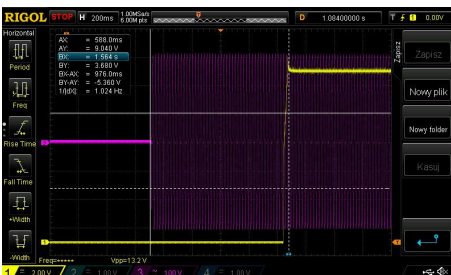 RIGOL STOP H 200ms 1.00MSa/s 6.00M pts D 1.08400000 s T 0.00V
Horizontal
Period
Freq
Rise Time
Fall Time
+Width
-Width
AX: = 588.0ms
AY: = 9.040 V
BX: = 1.564 s
BY: = 3.680 V
BX-AX: = 976.0ms
BY-AY: = -5.360 V
1/|dX|: = 1.024 Hz
Zapisz
Zapisz
Nowy plik
Nowy folder
Kasuj
Freq=***** Vpp=13.2 V
1 = 2.00 V 2 = 1.00 V 3 ~ 100 V 4 = 1.00 V